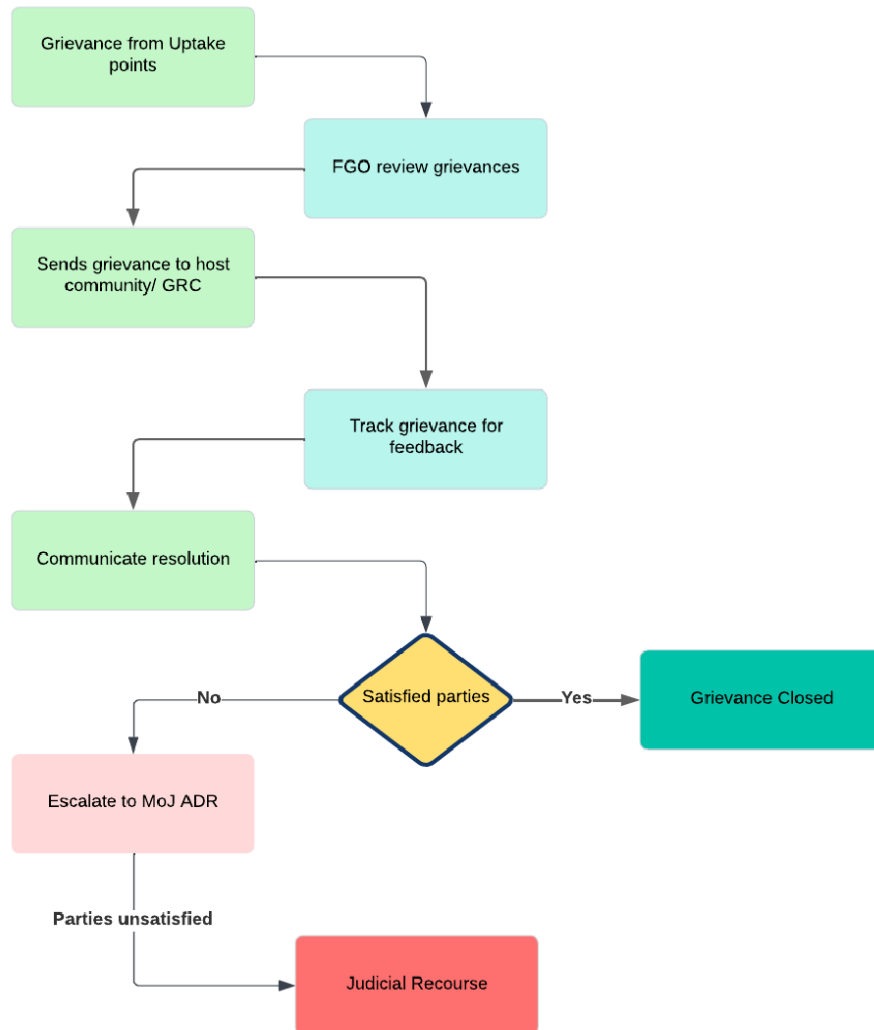 Grievance from Uptake
points
FGO review grievances
Sends grievance to host
community/ GRC
Track grievance for
feedback
Communicate resolution
Satisfied parties
No
Yes
Grievance Closed
Escalate to MoJ ADR
Parties unsatisfied
Judicial Recourse